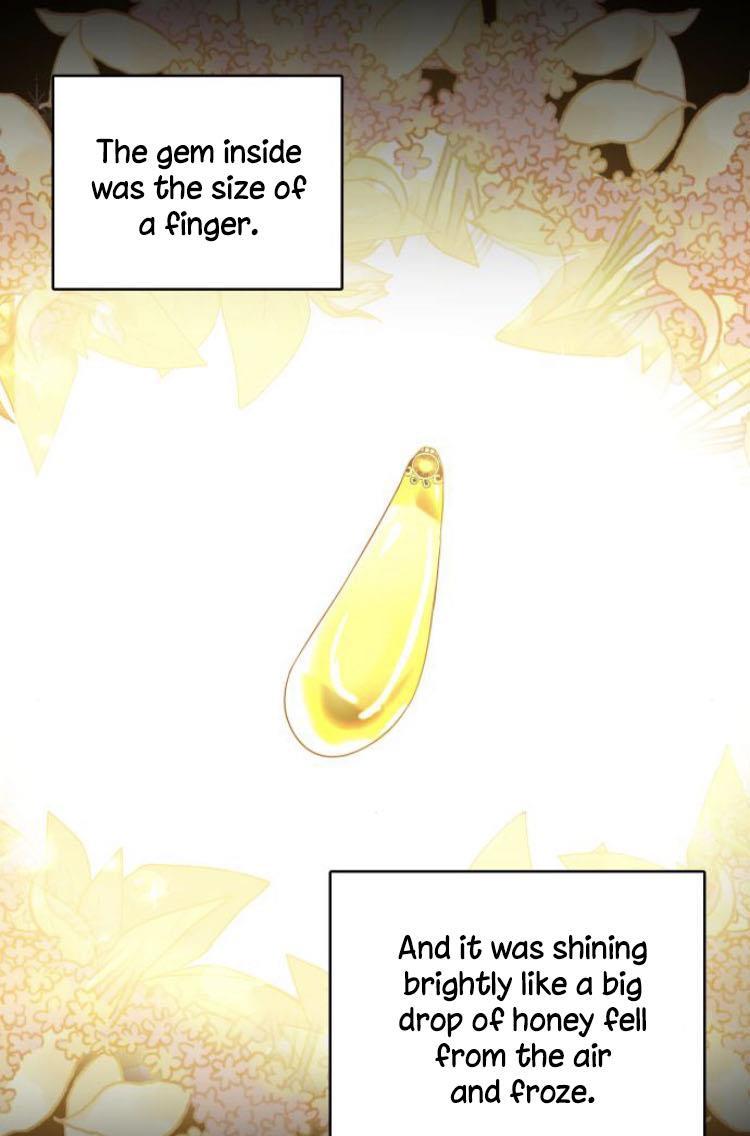 The gem inside
was the size of
a finger.
And it was shining
brightly like a big
drop of honey fell
from the air
and froze.